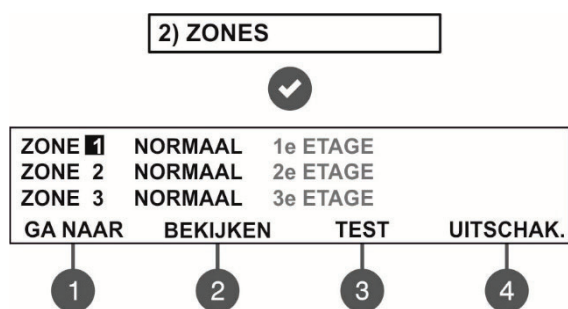 2) ZONES
ZONE 1 NORMAAL 1e ETAGE
ZONE 2 NORMAAL 2e ETAGE
ZONE 3 NORMAAL 3e ETAGE
GA NAAR BEKIJKEN TEST UITSCHAK.
1 2 3 4